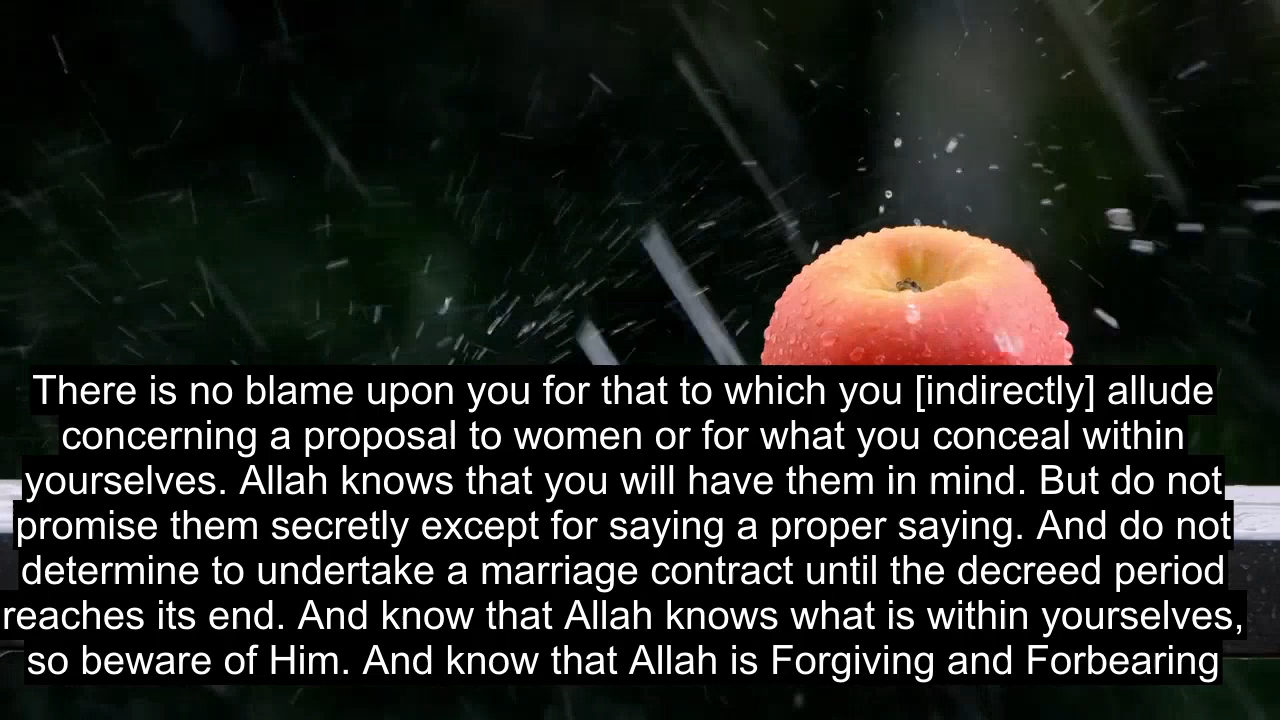 There is no blame upon you for that to which you [indirectly] allude
concerning a proposal to women or for what you conceal within
yourselves. Allah knows that you will have them in mind. But do not
promise them secretly except for saying a proper saying. And do not
determine to undertake a marriage contract until the decreed period
reaches its end. And know that Allah knows what is within yourselves,
so beware of Him. And know that Allah is Forgiving and Forbearing